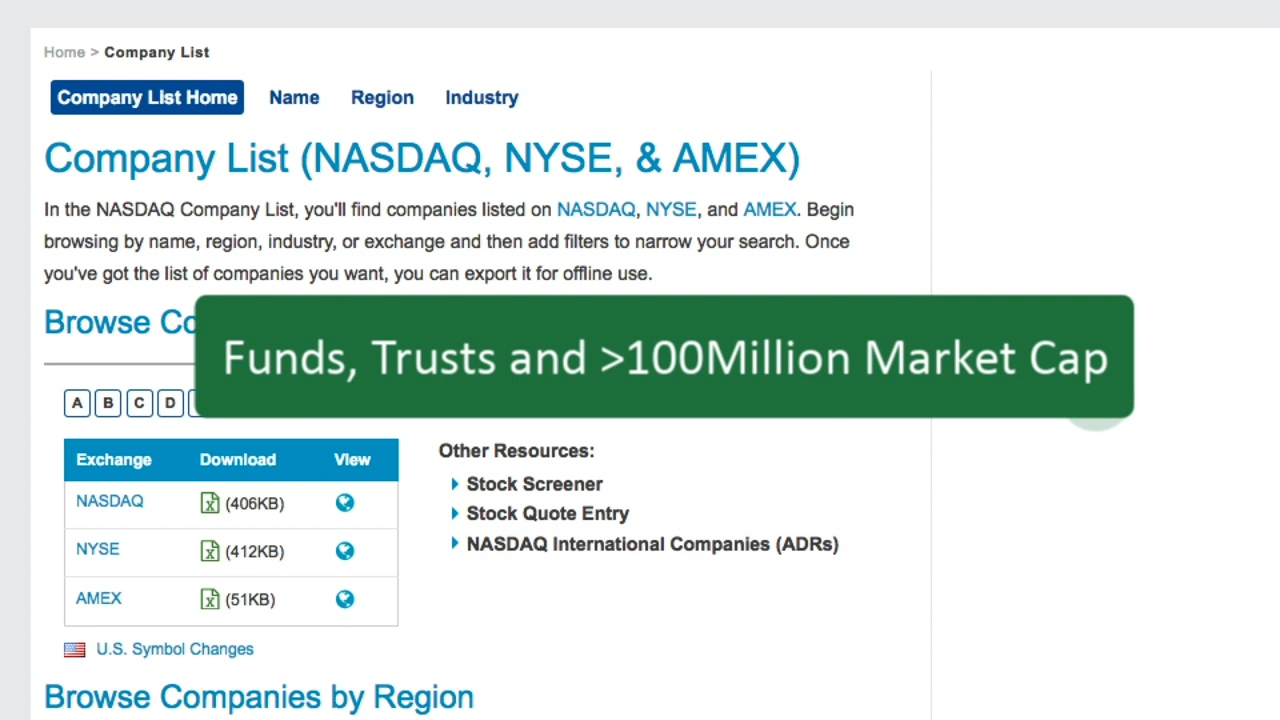 Home > Company List
Company List Home Name Region Industry
Company List (NASDAQ, NYSE, & AMEX)
In the NASDAQ Company List, you'll find companies listed on NASDAQ, NYSE, and AMEX. Begin
browsing by name, region, industry, or exchange and then add filters to narrow your search. Once
you've got the list of companies you want, you can export it for offline use.
Browse
Funds, Trusts and >100Million Market Cap
A B C D
Exchange Download View
NASDAQ (406KB)
NYSE (412KB)
AMEX (51KB)
Other Resources:
Stock Screener
Stock Quote Entry
NASDAQ International Companies (ADRs)
U.S. Symbol Changes
Browse Companies by Region